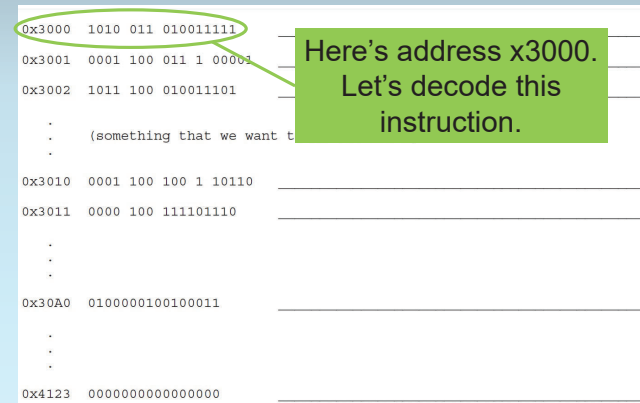 0x3000 1010 011 010011111
Here's address x3000.
Let's decode this
instruction.
0x3001 0001 100 011 1 00001
0x3002 1011 100 010011101
.
. (something that we want t
.
0x3010 0001 100 100 1 10110
0x3011 0000 100 111101110
.
.
.
0x30A0 0100000100100011
.
.
.
0x4123 0000000000000000